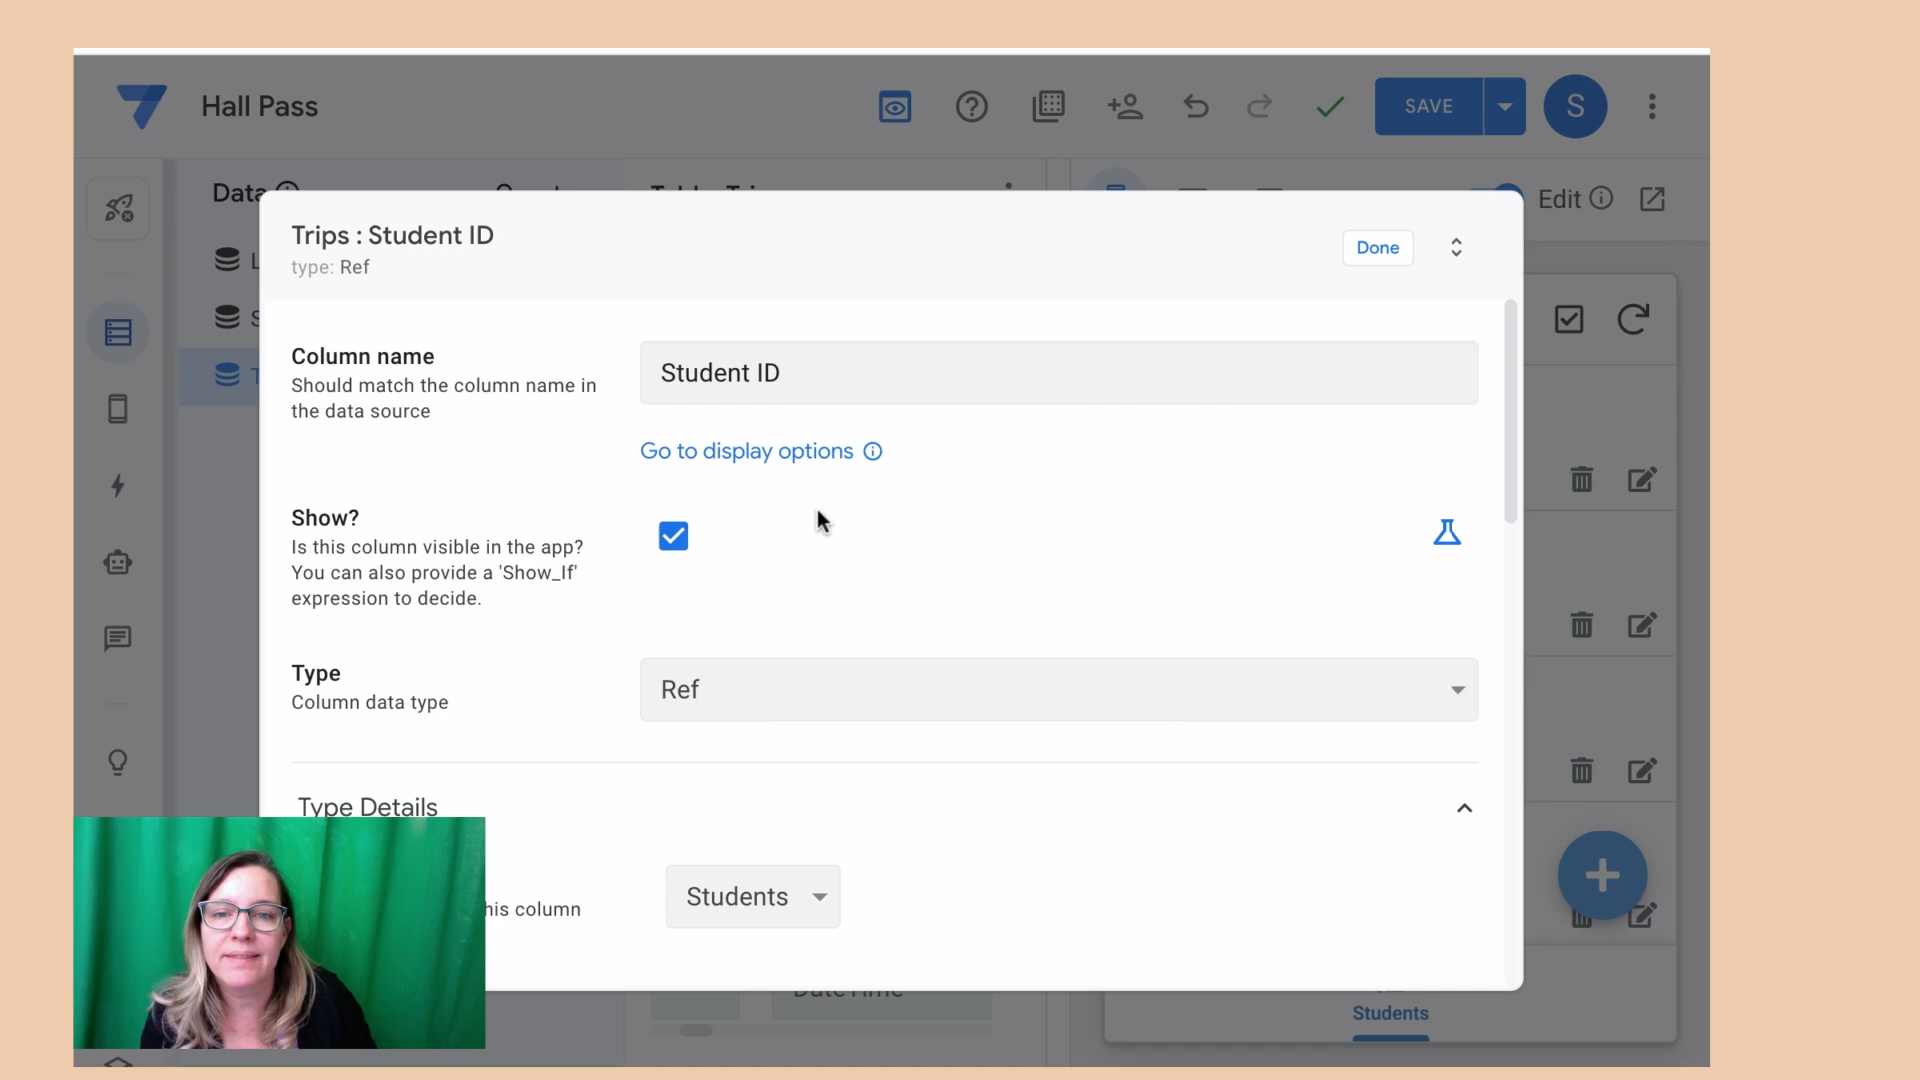 Hall Pass
SAVE
S
Data
Edit
Trips : Student ID
type: Ref
Done
Column name
Should match the column name in
the data source
Student ID
Go to display options
Show?
Is this column visible in the app?
You can also provide a 'Show_If'
expression to decide.
Type
Column data type
Ref
Type Details
his column
Students
DateTime
Students